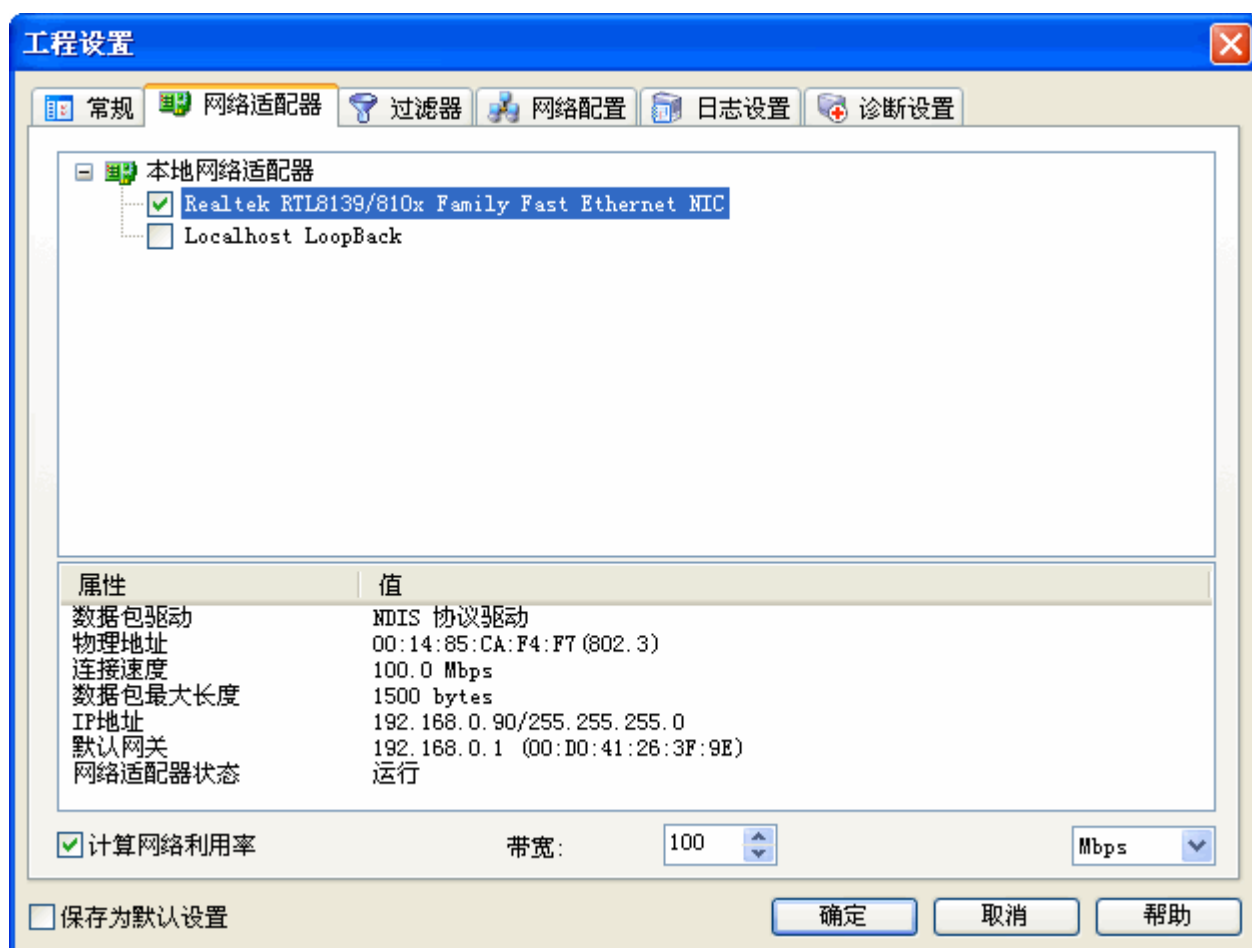 工程设置
常规 网络适配器 过滤器 网络配置 日志设置 诊断设置
本地网络适配器
Realtek RTL8139/810x Family Fast Ethernet NIC
Localhost LoopBack
属性 值
数据包驱动 NDIS 协议驱动
物理地址 00:14:85:CA:F4:F7(802.3)
连接速度 100.0 Mbps
数据包最大长度 1500 bytes
IP地址 192.168.0.90/255.255.255.0
默认网关 192.168.0.1 (00:D0:41:26:3F:9E)
网络适配器状态 运行
计算网络利用率 带宽: 100 Mbps
保存为默认设置 确定 取消 帮助